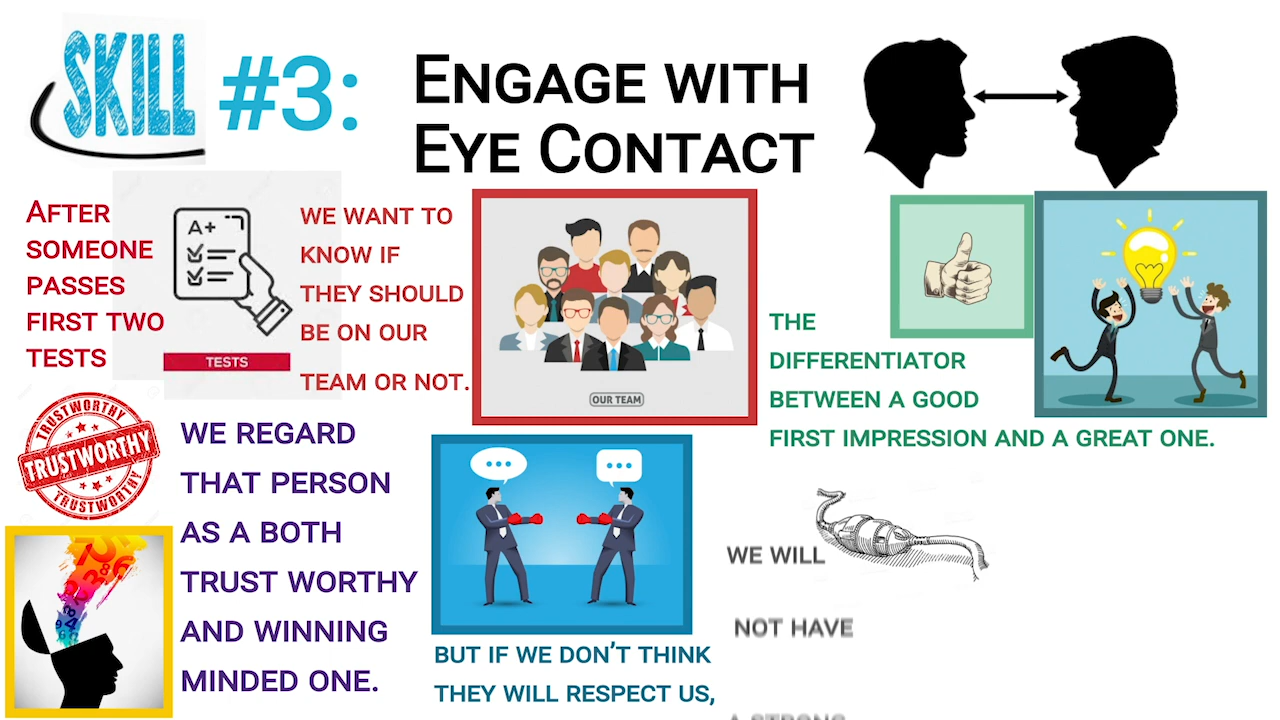 SKILL #3:
ENGAGE WITH
EYE CONTACT
AFTER
SOMEONE
PASSES
FIRST TWO
TESTS
A+
TESTS
WE WANT TO
KNOW IF
THEY SHOULD
BE ON OUR
TEAM OR NOT.
OUR TEAM
THE
DIFFERENTIATOR
BETWEEN A GOOD
FIRST IMPRESSION AND A GREAT ONE.
TRUSTWORTHY
TRUSTWORTHY
TRUSTWORTHY
WE REGARD
THAT PERSON
AS A BOTH
TRUST WORTHY
AND WINNING
MINDED ONE.
BUT IF WE DON'T THINK
THEY WILL RESPECT US,
WE WILL
NOT HAVE
A STRONG